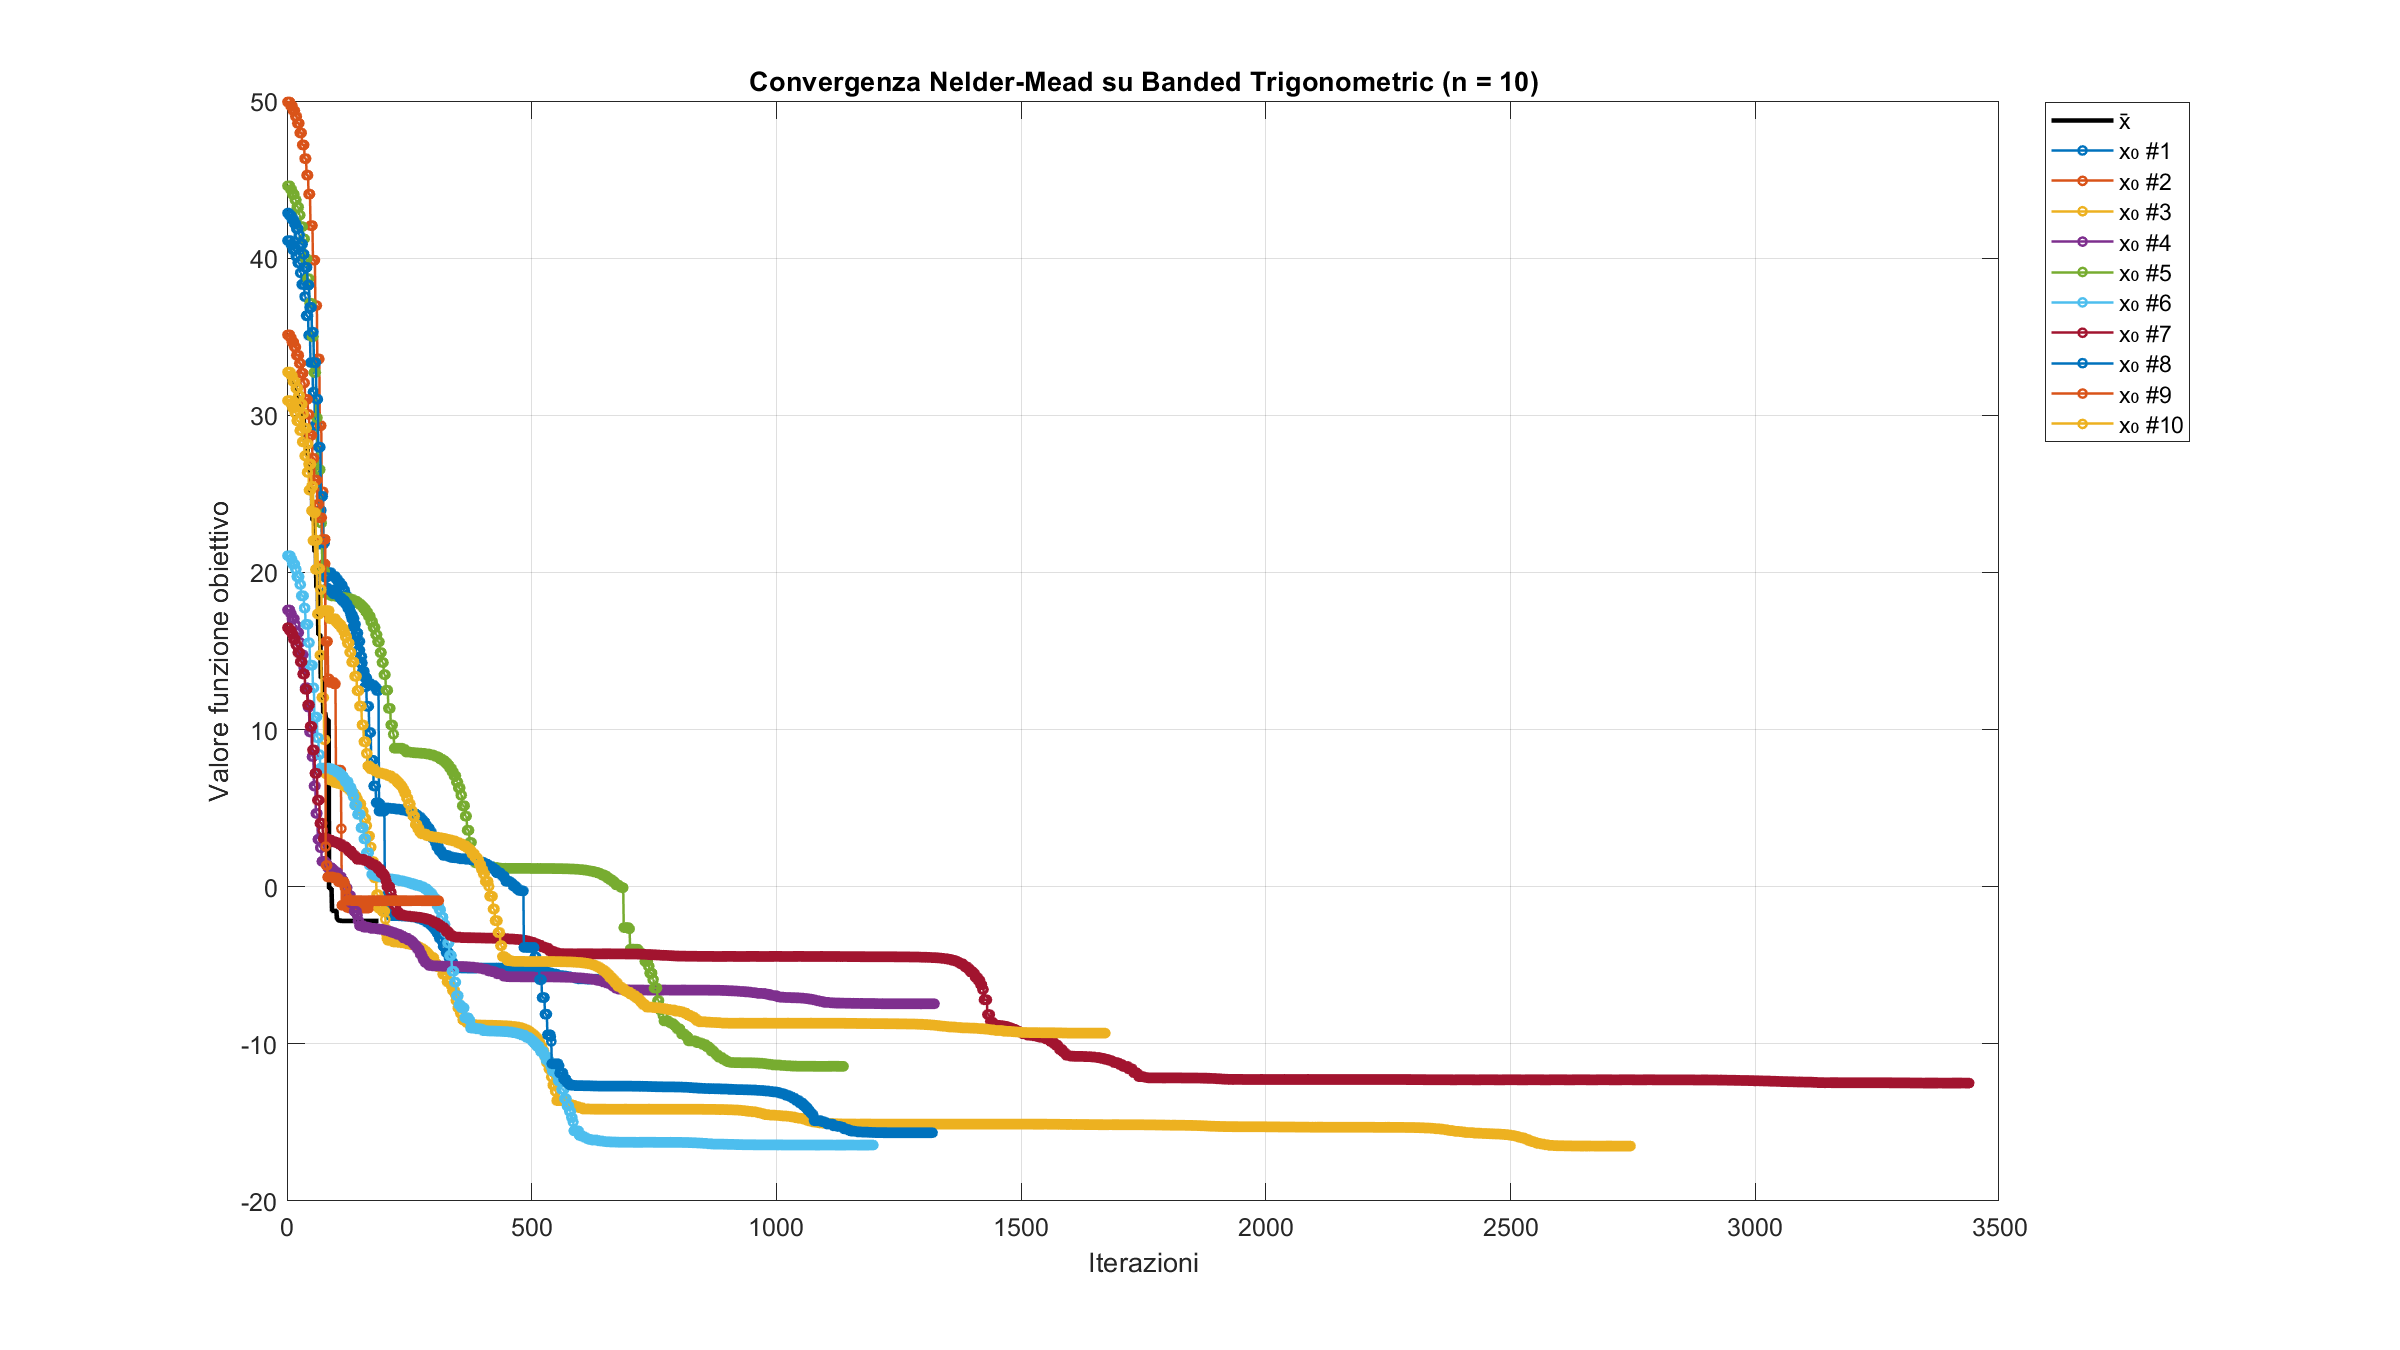 Convergenza Nelder-Mead su Banded Trigonometric (n = 10)
50
40
30
20
10
0
-10
-20
Valore funzione obiettivo
0
500
1000
1500
2000
2500
3000
3500
Iterazioni
x̄
x₀ #1
x₀ #2
x₀ #3
x₀ #4
x₀ #5
x₀ #6
x₀ #7
x₀ #8
x₀ #9
x₀ #10